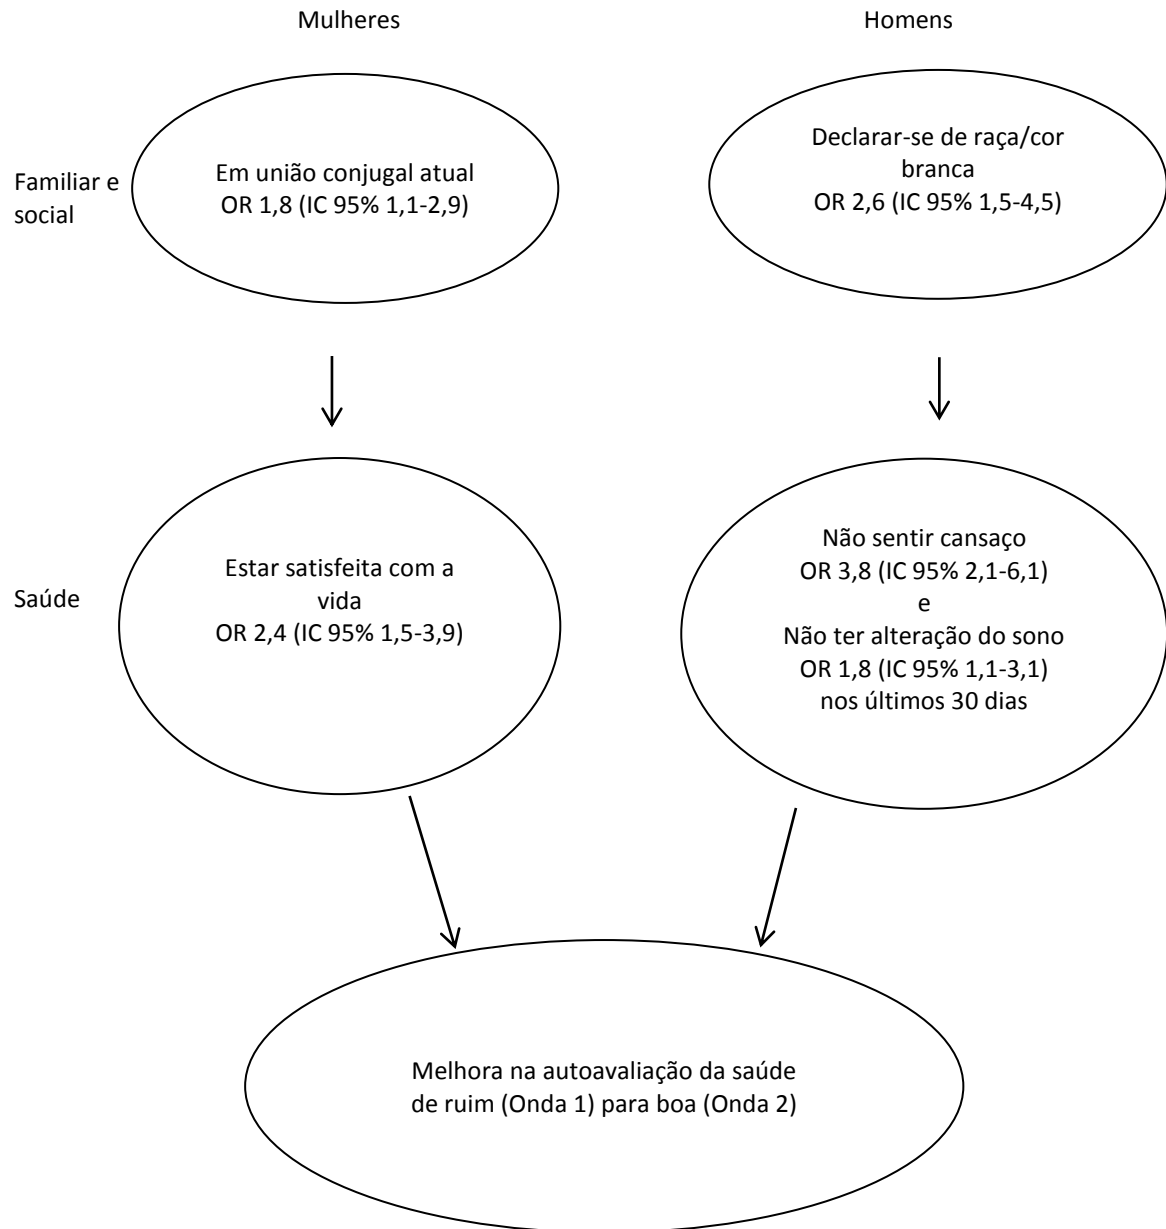 Mulheres
Homens
Familiar e
social
Em união conjugal atual
OR 1,8 (IC 95% 1,1-2,9)
Declarar-se de raça/cor
branca
OR 2,6 (IC 95% 1,5-4,5)
Saúde
Estar satisfeita com a
vida
OR 2,4 (IC 95% 1,5-3,9)
Não sentir cansaço
OR 3,8 (IC 95% 2,1-6,1)
e
Não ter alteração do sono
OR 1,8 (IC 95% 1,1-3,1)
nos últimos 30 dias
Melhora na autoavaliação da saúde
de ruim (Onda 1) para boa (Onda 2)